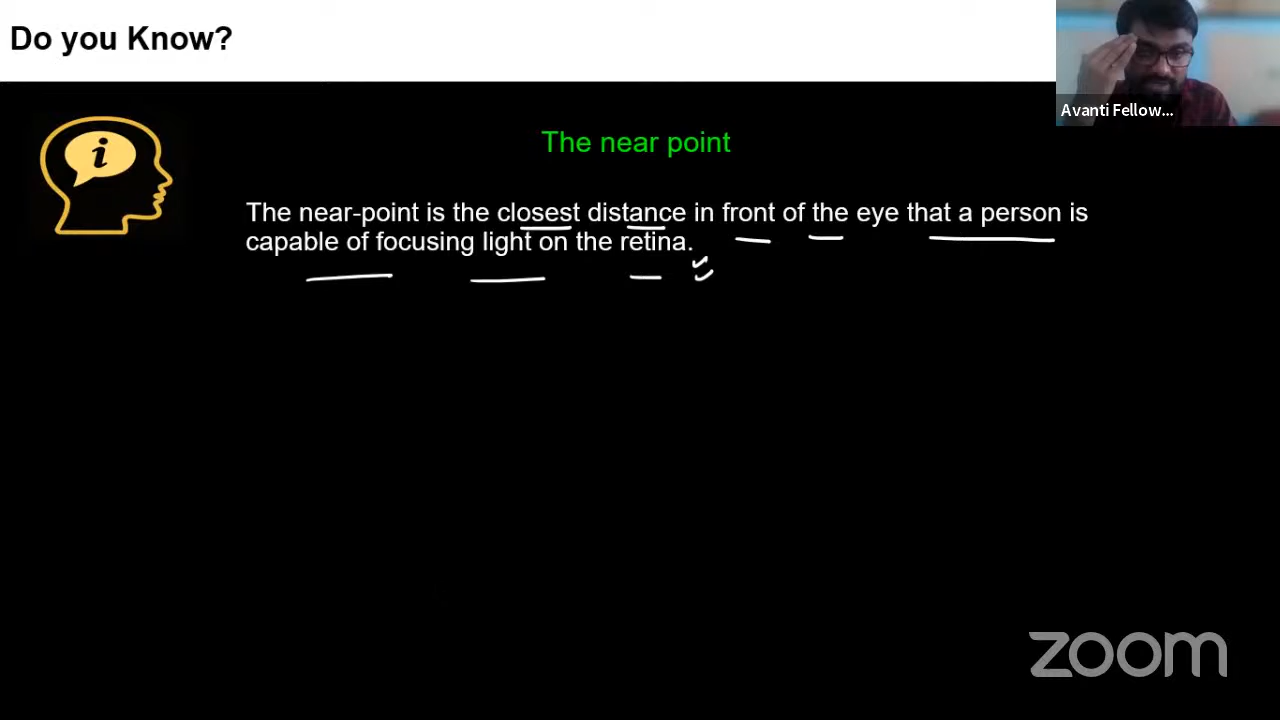 Do you Know?
Avanti Fellow...
i
The near point
The near-point is the closest distance in front of the eye that a person is
capable of focusing light on the retina.
zoom